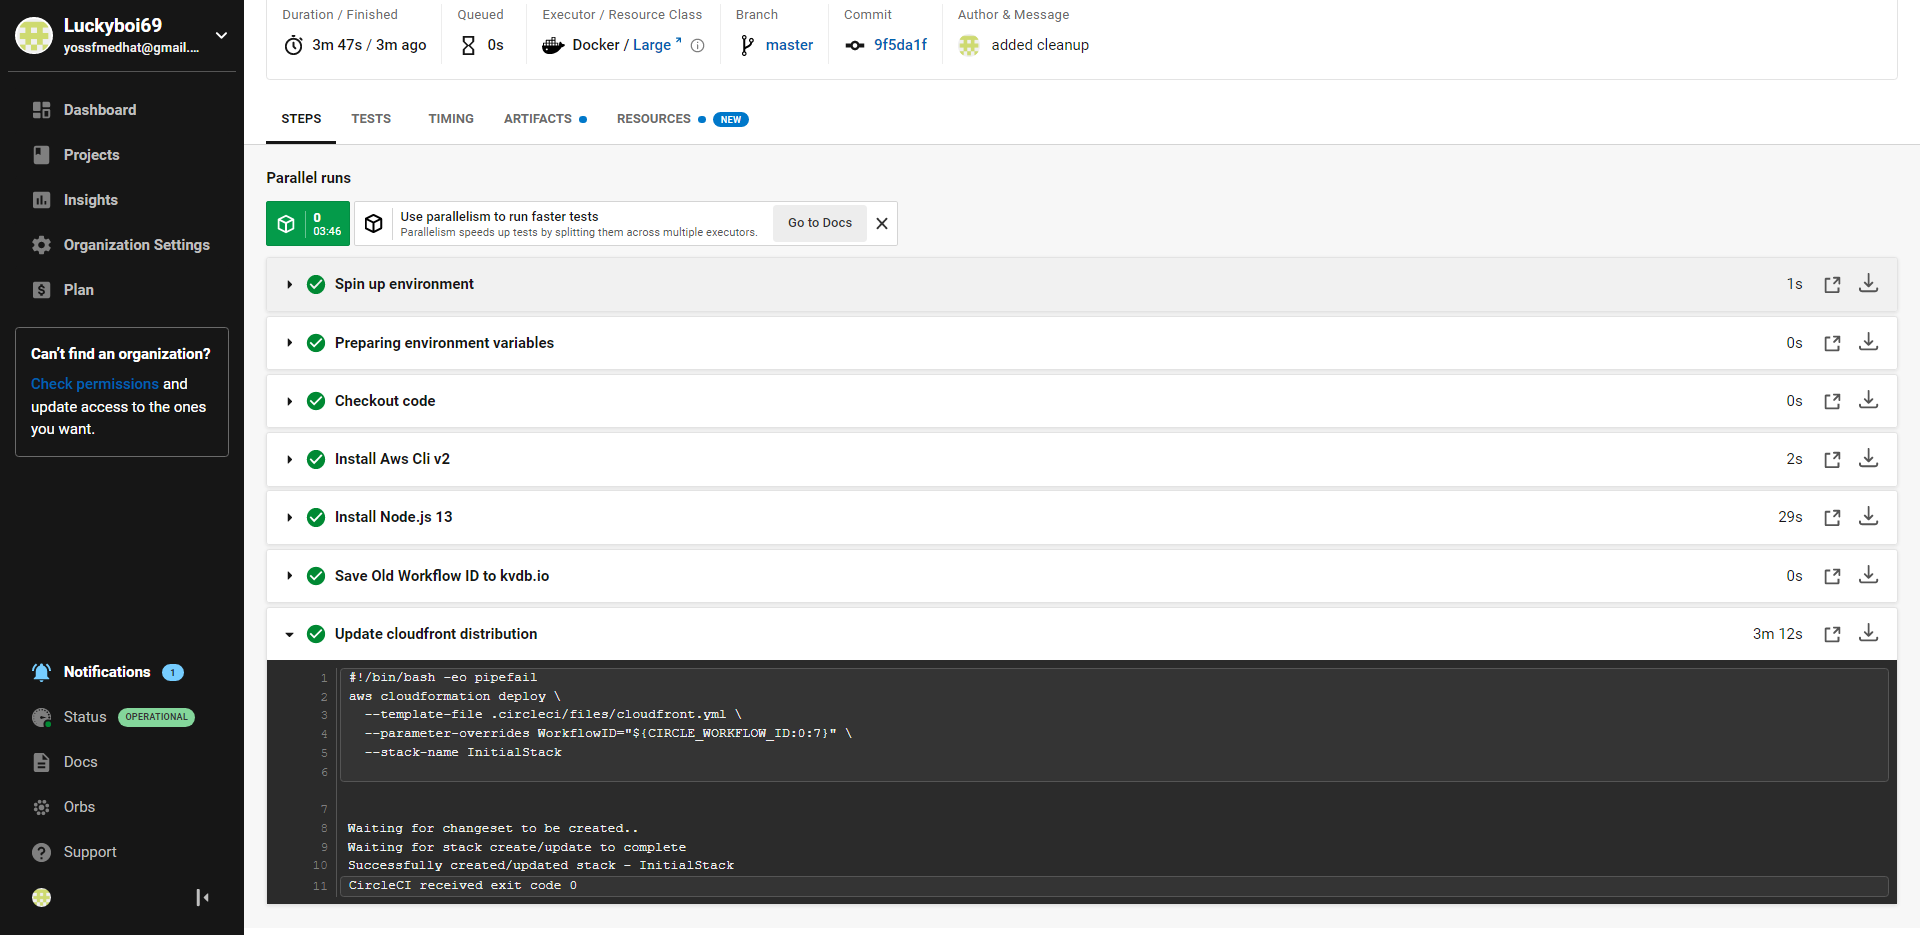 Luckyboi69
yossfmedhat@gmail....
Dashboard
Projects
Insights
Organization Settings
Plan
Can't find an organization?
Check permissions and
update access to the ones
you want.
Notifications 1
Status OPERATIONAL
Docs
Orbs
Support
Duration / Finished
3m 47s / 3m ago
Queued
0s
Executor / Resource Class
Docker / Large
Branch
master
Commit
9f5da1f
Author & Message
added cleanup
STEPS TESTS TIMING ARTIFACTS RESOURCES NEW
Parallel runs
0
03:46
Use parallelism to run faster tests
Parallelism speeds up tests by splitting them across multiple executors.
Go to Docs
Spin up environment 1s
Preparing environment variables 0s
Checkout code 0s
Install Aws Cli v2 2s
Install Node.js 13 29s
Save Old Workflow ID to kvdb.io 0s
Update cloudfront distribution 3m 12s
1 #!/bin/bash -eo pipefail
2 aws cloudformation deploy \
3 --template-file .circleci/files/cloudfront.yml \
4 --parameter-overrides WorkflowID="${CIRCLE_WORKFLOW_ID:0:7}" \
5 --stack-name InitialStack
6
7
8 Waiting for changeset to be created..
9 Waiting for stack create/update to complete
10 Successfully created/updated stack - InitialStack
11 CircleCI received exit code 0